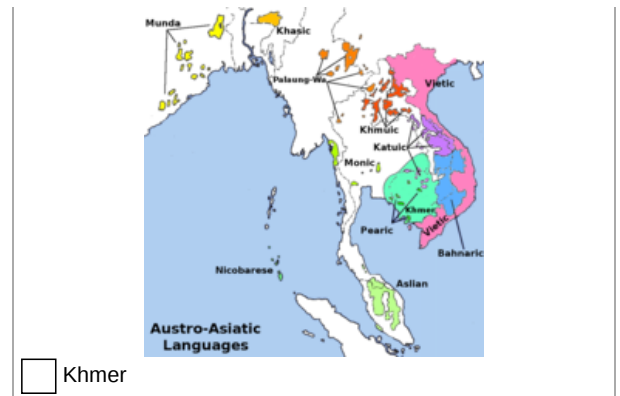 Munda
Khasic
Palaung-Wa
Vietic
Khmuic
Katuic
Monic
Khmer
Pearic
Vietic
Bahnaric
Nicobarese
Aslian
Austro-Asiatic
Languages
Khmer